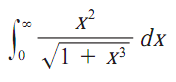 ∫₀^∞ x² / √(1 + x³) dx